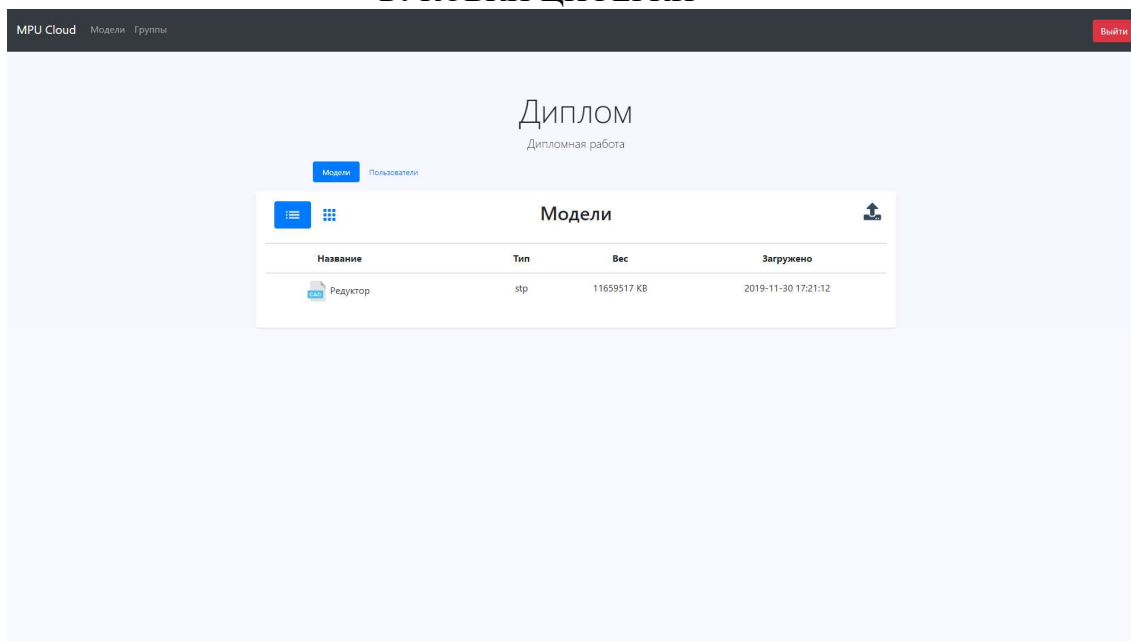 MPU Cloud Модели Группы Выйти
Диплом
Дипломная работа
Модели Пользователи
Модели
Название Тип Вес Загружено
CAD Редуктор stp 11659517 KB 2019-11-30 17:21:12